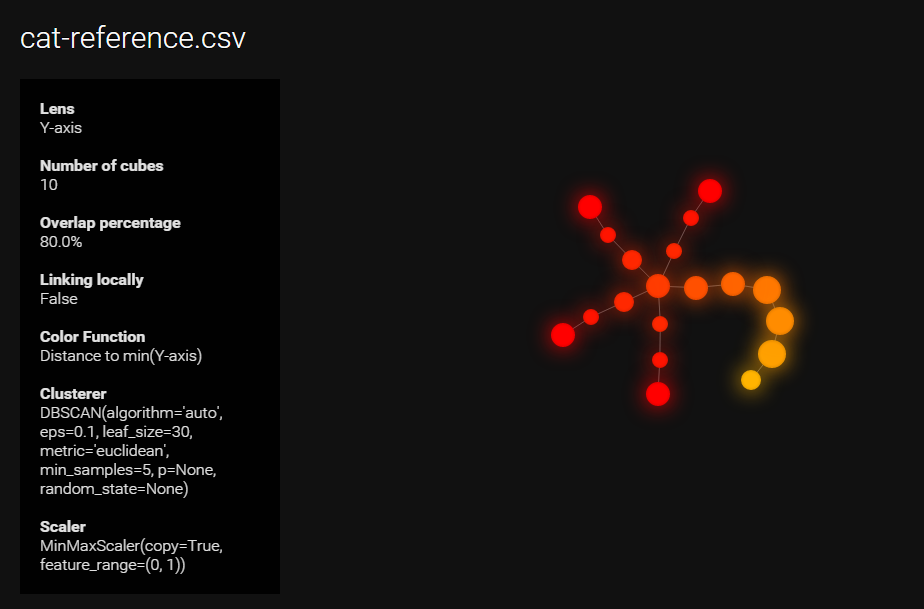 cat-reference.csv
Lens
Y-axis
Number of cubes
10
Overlap percentage
80.0%
Linking locally
False
Color Function
Distance to min(Y-axis)
Clusterer
DBSCAN(algorithm='auto',
eps=0.1, leaf_size=30,
metric='euclidean',
min_samples=5, p=None,
random_state=None)
Scaler
MinMaxScaler(copy=True,
feature_range=(0, 1))